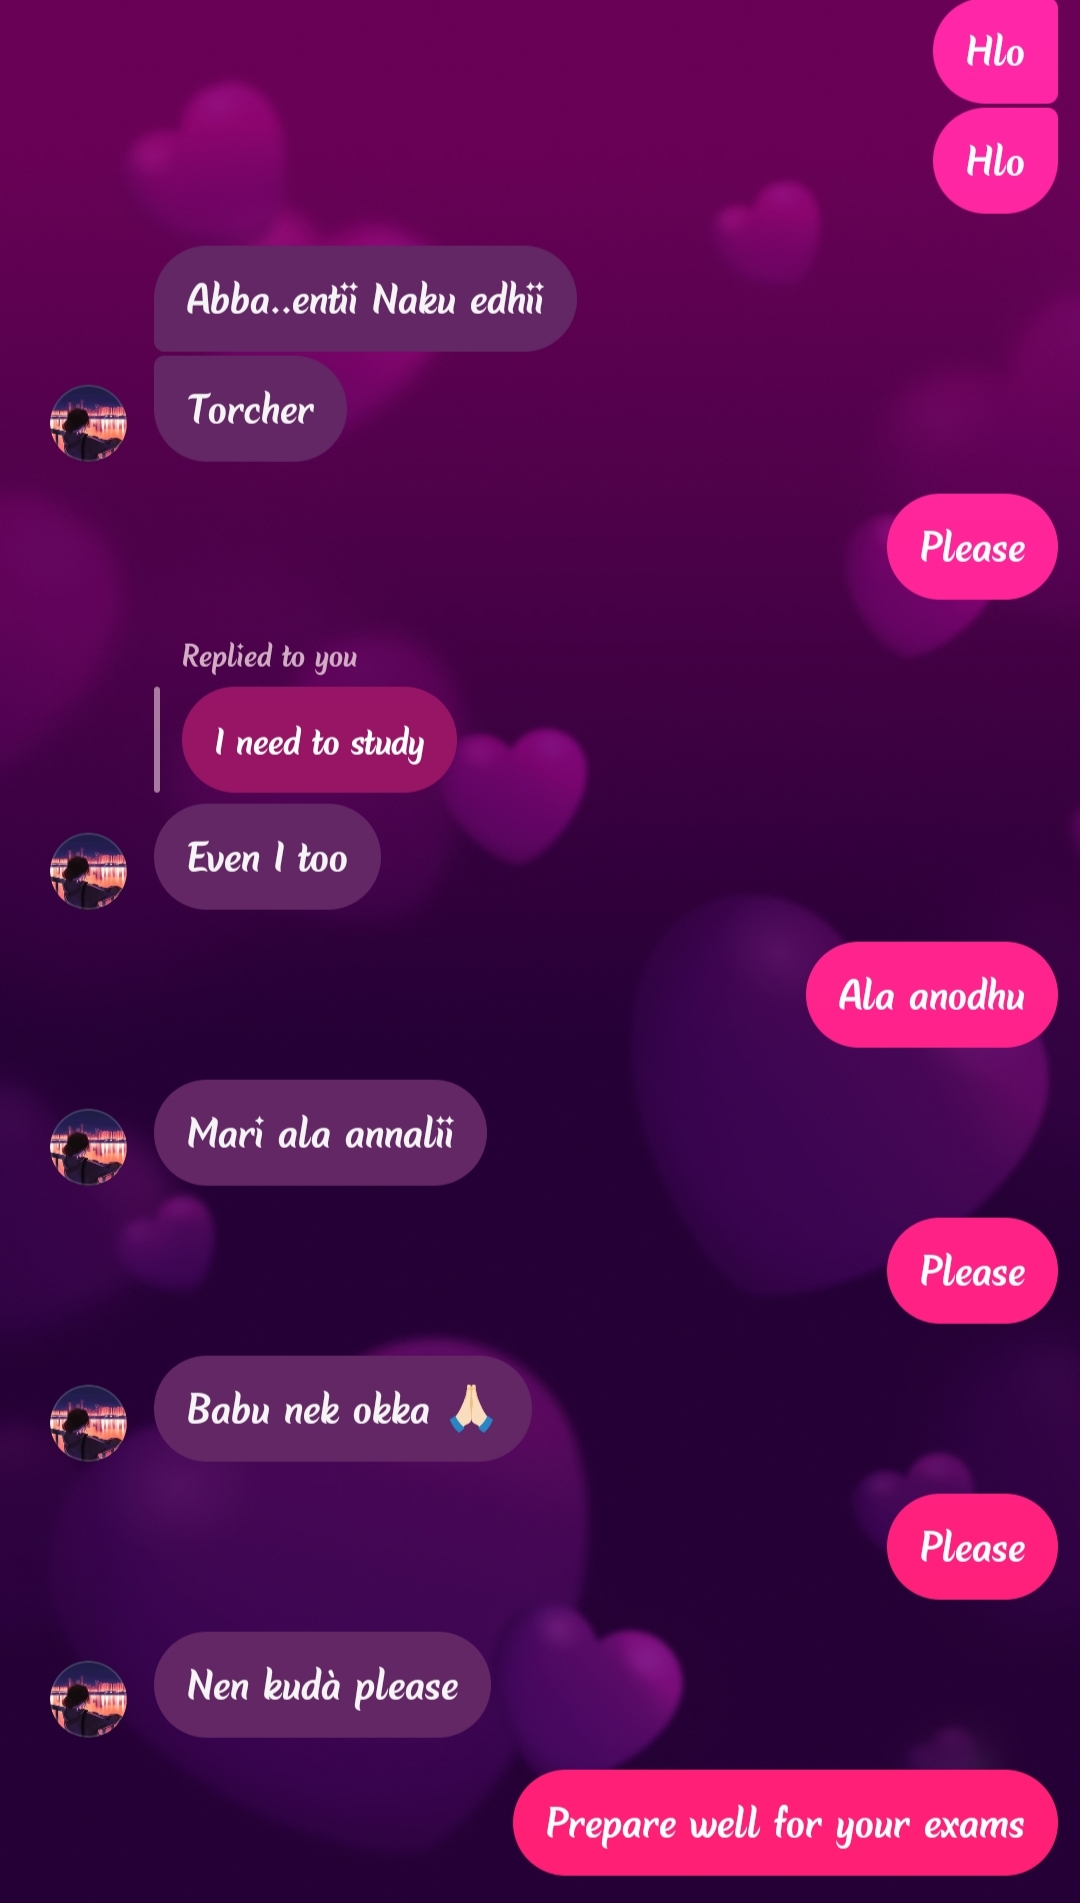 Hlo
Hlo
Abba..entii Naku edhii
Torcher
Please
Replied to you
I need to study
Even I too
Ala anodhu
Mari ala annalii
Please
Babu nek okka 🙏🏻
Please
Nen kudà please
Prepare well for your exams